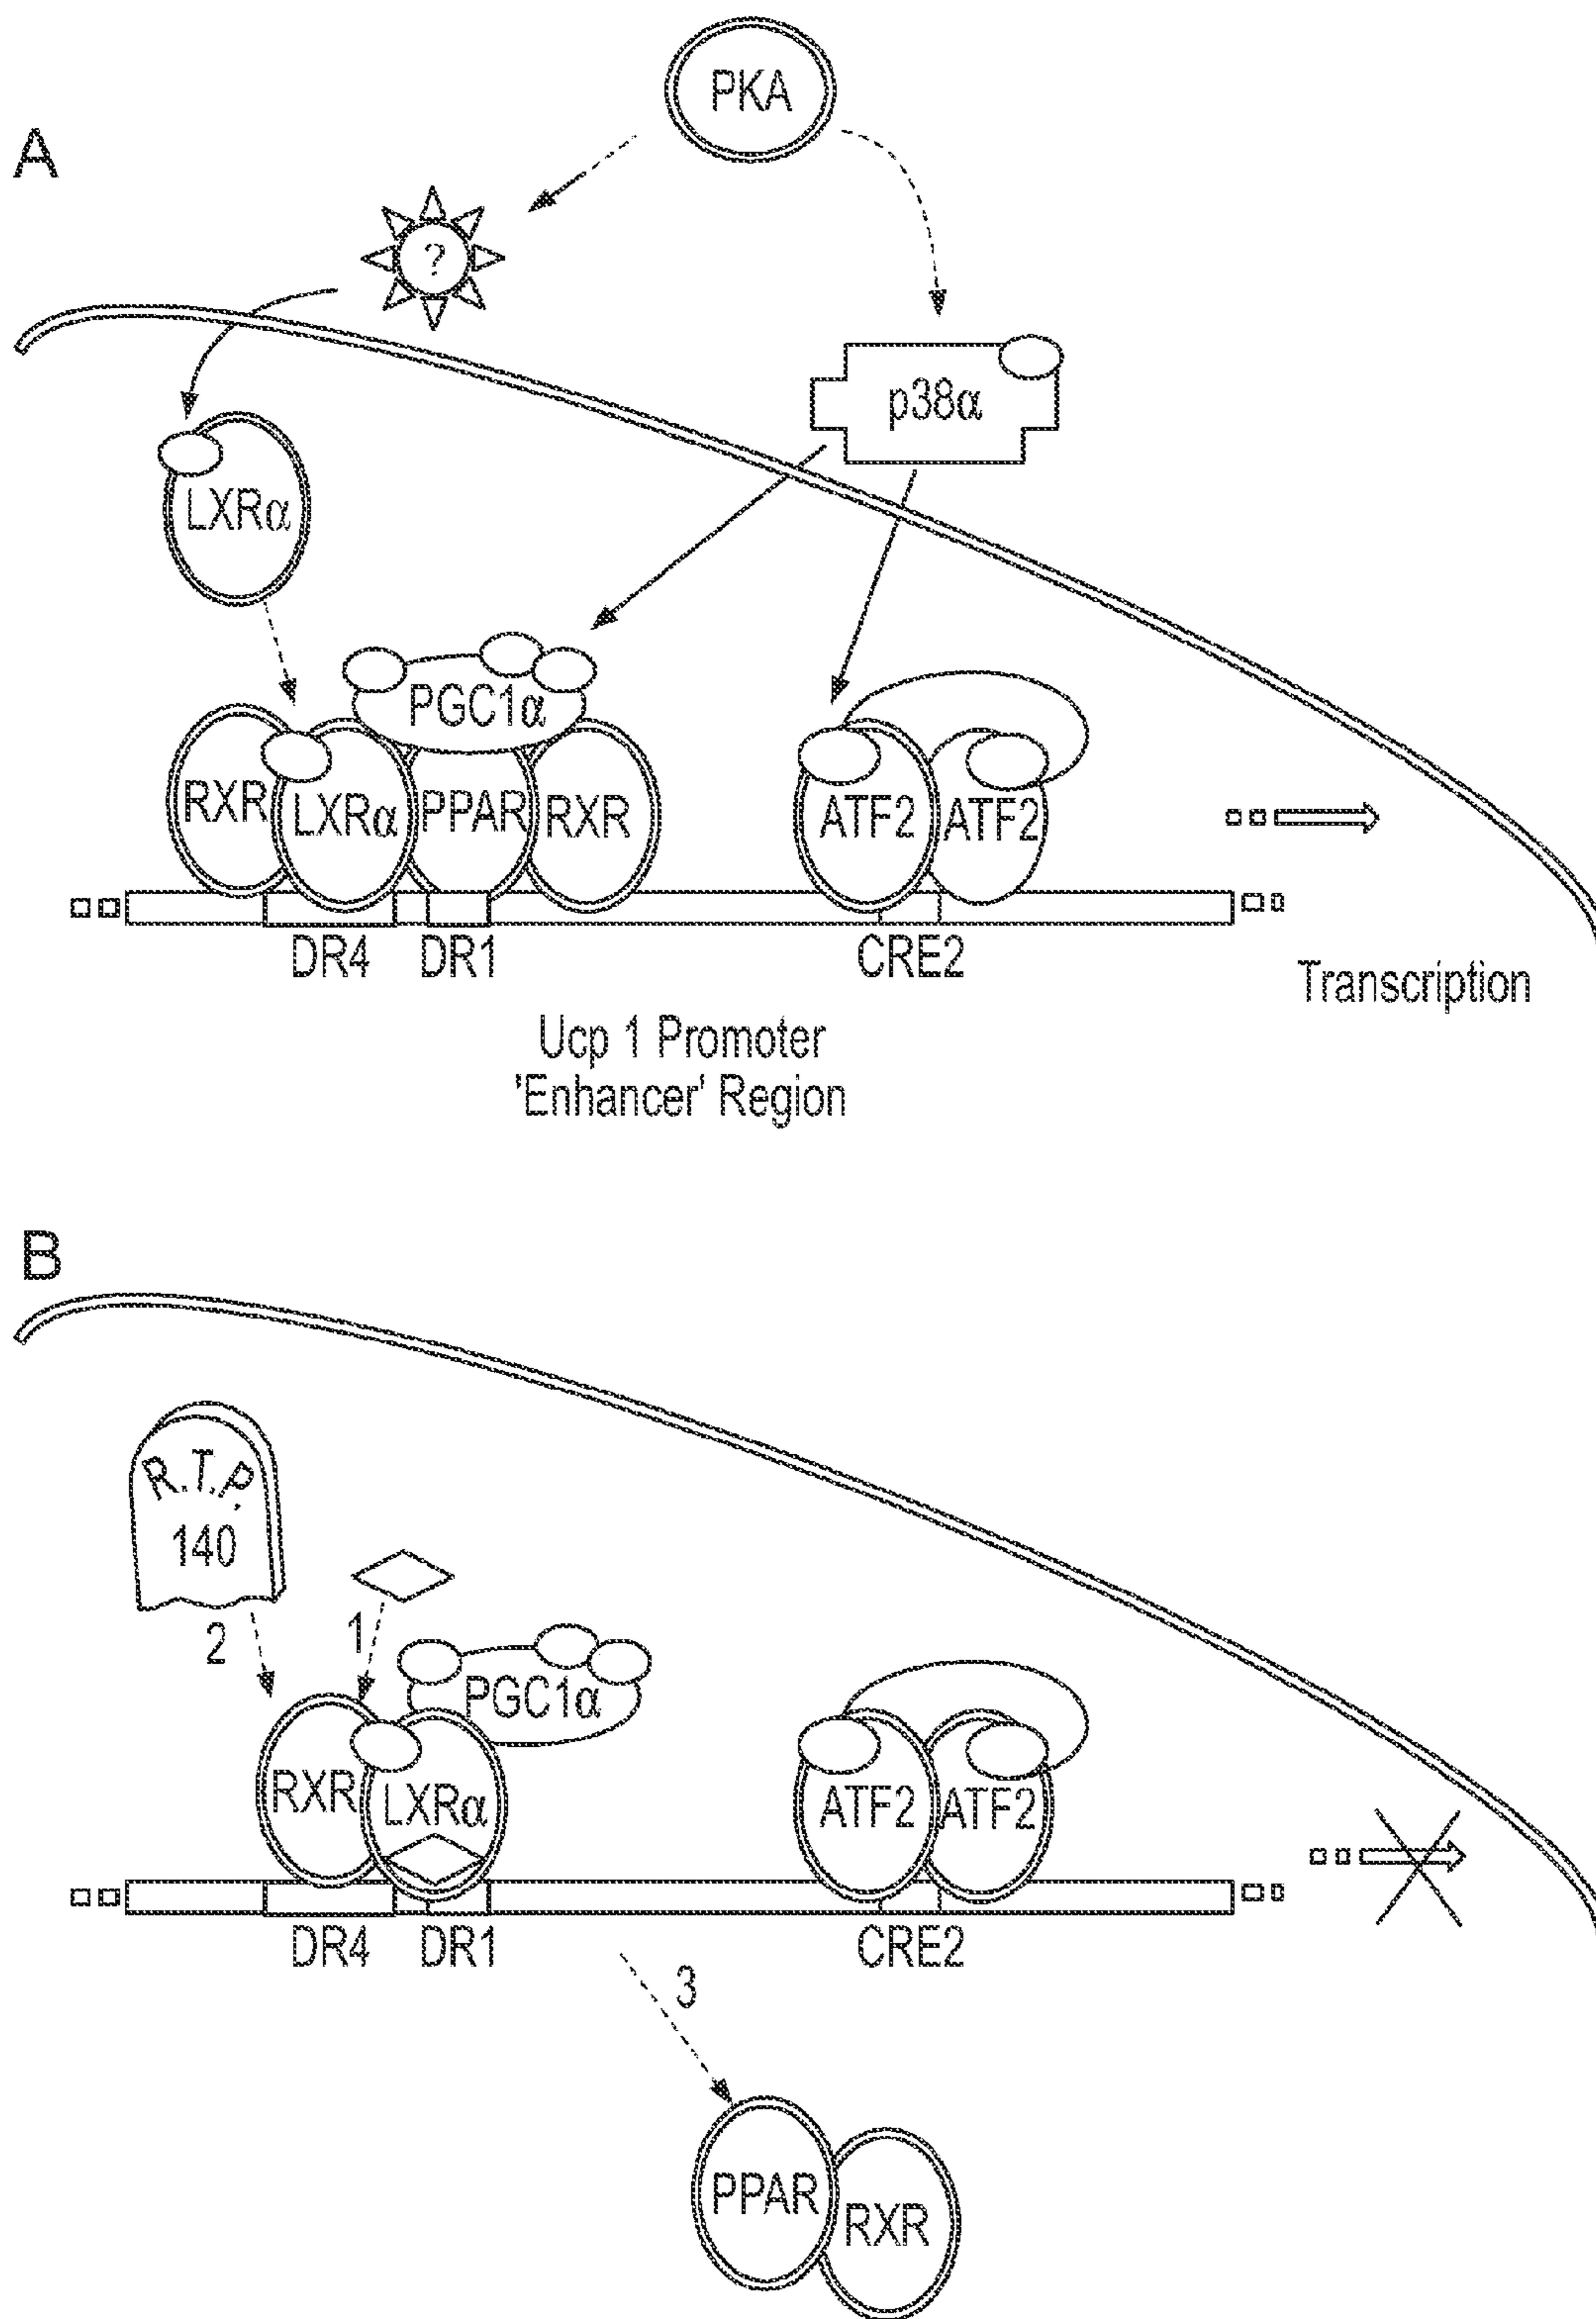 A
PKA
?
p38α
LXRα
PGC1α
RXR
LXRα
PPAR
RXR
ATF2
ATF2
DR4
DR1
CRE2
Transcription
Ucp 1 Promoter
'Enhancer' Region
B
R.T.P.
140
2
1
PGC1α
RXR
LXRα
ATF2
ATF2
DR4
DR1
CRE2
3
PPAR
RXR